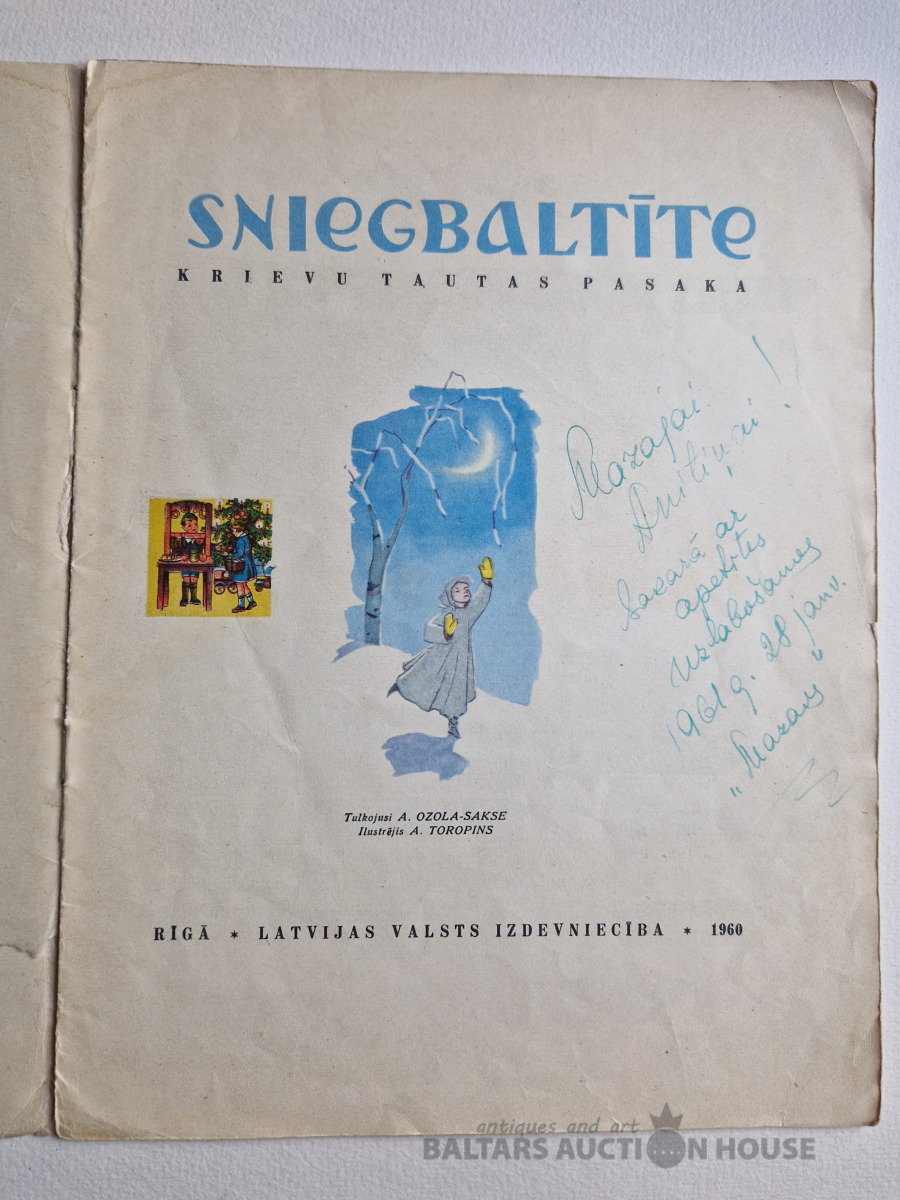 SNIEGBALTĪTE
KRIEVU TAUTAS PASAKA
Mazajai
Anitiņai!
Sakarā ar
apetītes
uzlabošanos
1961 g. 28 janv.
Tulkojusi A. OZOLA-SAKSE
Ilustrējis A. TOROPINS
RĪGĀ * LATVIJAS VALSTS IZDEVNIECĪBA * 1960
antiques and art
BALTARS AUCTION HOUSE